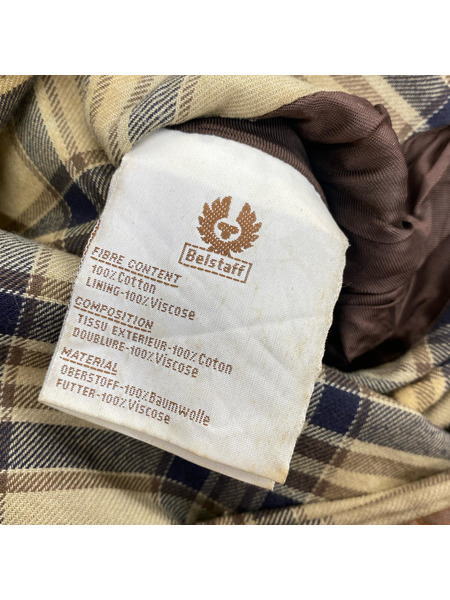 Belstaff
FIBRE CONTENT
100% Cotton
LINING-100% Viscose
COMPOSITION
TISSU EXTERIEUR-100% Coton
DOUBLURE-100% Viscose
MATERIAL
OBERSTOFF-100% Baumwolle
FUTTER-100% Viscose